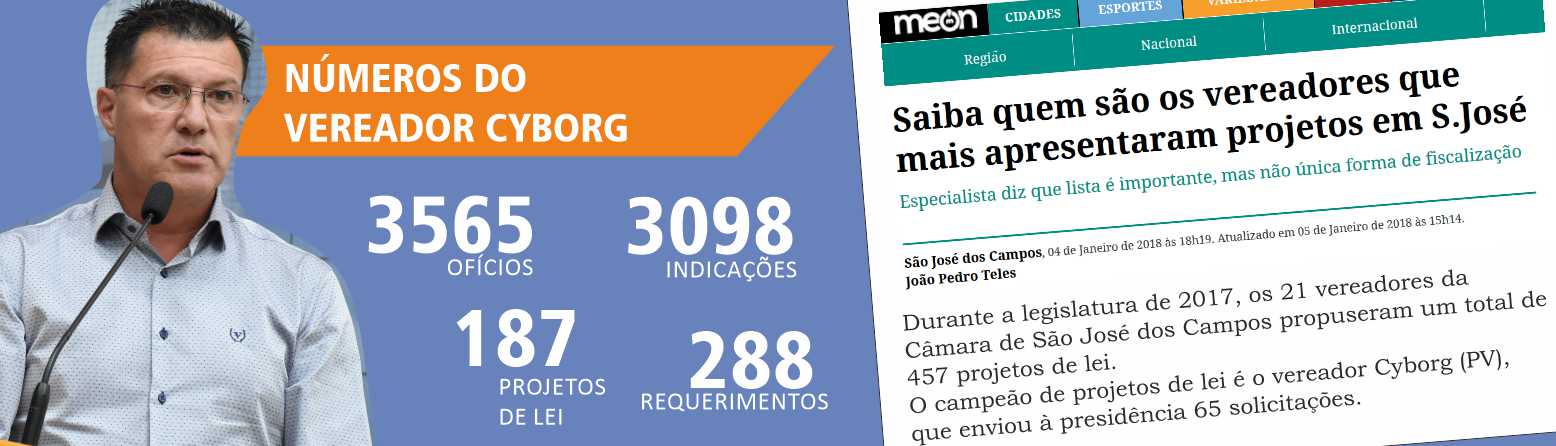 NÚMEROS DO
VEREADOR CYBORG
3565
OFÍCIOS
3098
INDICAÇÕES
187
PROJETOS
DE LEI
288
REQUERIMENTOS
meon
CIDADES
ESPORTES
Região
Nacional
Internacional
Saiba quem são os vereadores que
mais apresentaram projetos em S.José
Especialista diz que lista é importante, mas não única forma de fiscalização
São José dos Campos, 04 de Janeiro de 2018 às 18h19. Atualizado em 05 de Janeiro de 2018 às 15h14.
João Pedro Teles
Durante a legislatura de 2017, os 21 vereadores da
Câmara de São José dos Campos propuseram um total de
457 projetos de lei.
O campeão de projetos de lei é o vereador Cyborg (PV),
que enviou à presidência 65 solicitações.